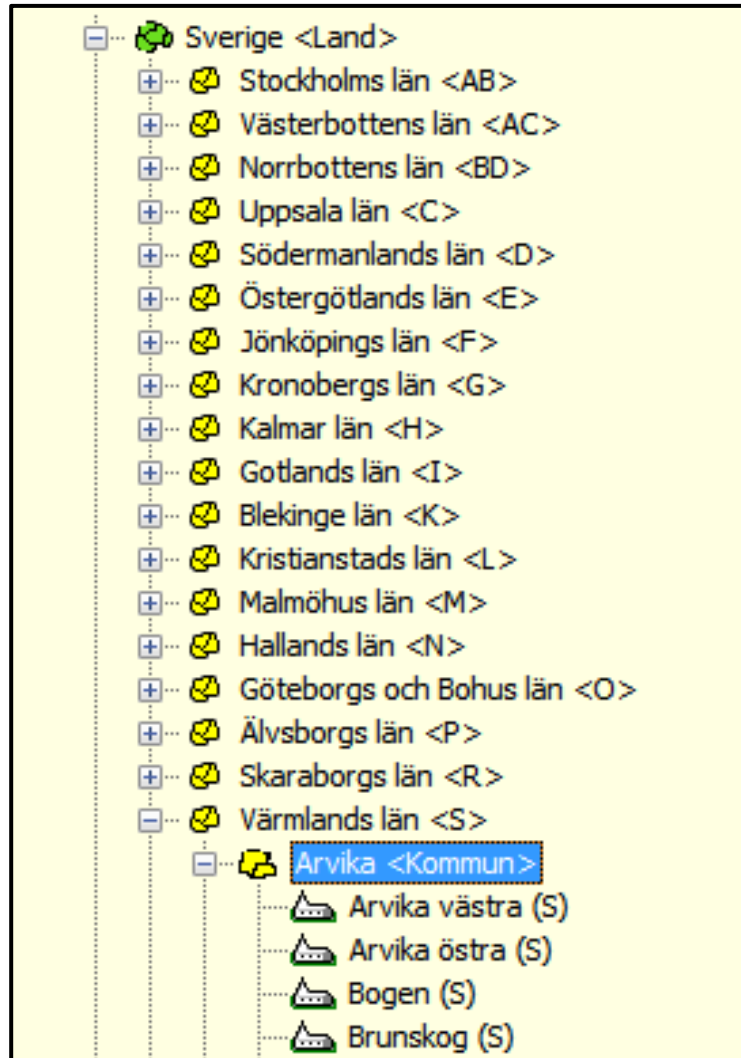 Sverige <Land>
Stockholms län <AB>
Västerbottens län <AC>
Norrbottens län <BD>
Uppsala län <C>
Södermanlands län <D>
Östergötlands län <E>
Jönköpings län <F>
Kronobergs län <G>
Kalmar län <H>
Gotlands län <I>
Blekinge län <K>
Kristianstads län <L>
Malmöhus län <M>
Hallands län <N>
Göteborgs och Bohus län <O>
Älvsborgs län <P>
Skaraborgs län <R>
Värmlands län <S>
Arvika <Kommun>
Arvika västra (S)
Arvika östra (S)
Bogen (S)
Brunskog (S)